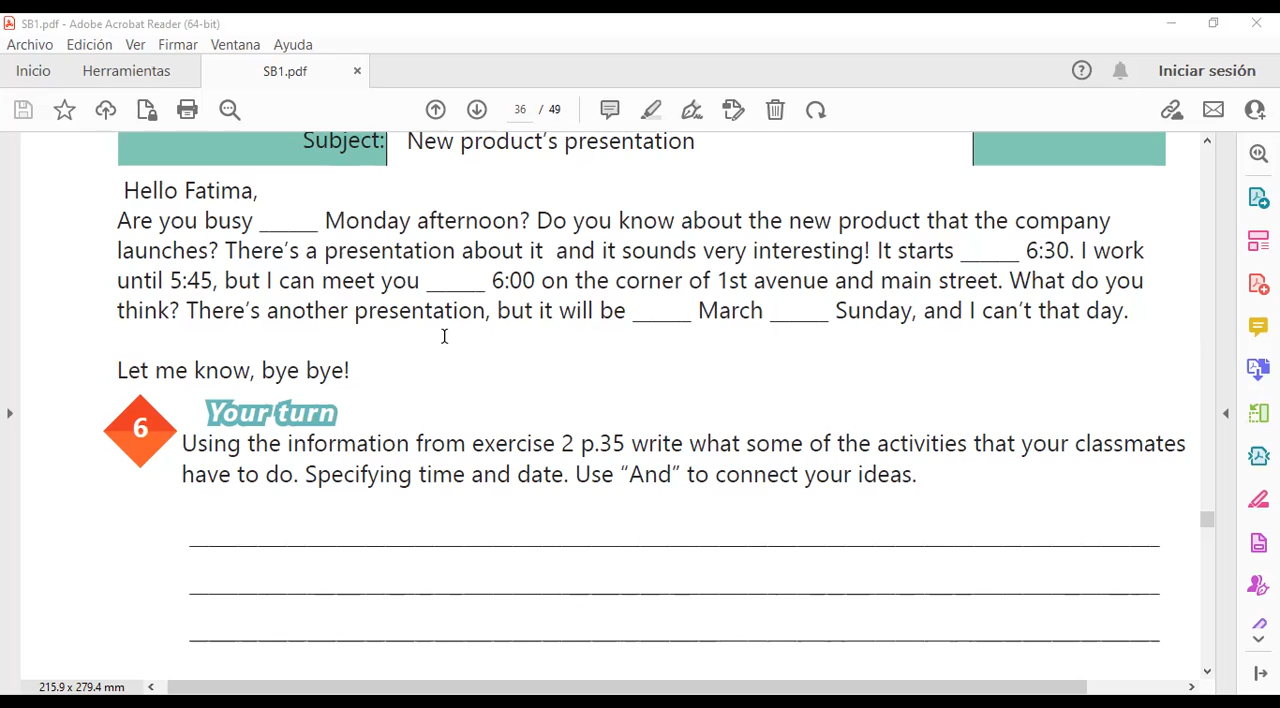 SB1.pdf - Adobe Acrobat Reader (64-bit)
Archivo Edición Ver Firmar Ventana Ayuda
Inicio Herramientas SB1.pdf × Iniciar sesión
36 / 49
Subject: New product's presentation
Hello Fatima,
Are you busy ______ Monday afternoon? Do you know about the new product that the company
launches? There's a presentation about it and it sounds very interesting! It starts ______ 6:30. I work
until 5:45, but I can meet you ______ 6:00 on the corner of 1st avenue and main street. What do you
think? There's another presentation, but it will be ______ March ______ Sunday, and I can't that day.
Let me know, bye bye!
6 Your turn
Using the information from exercise 2 p.35 write what some of the activities that your classmates
have to do. Specifying time and date. Use “And” to connect your ideas.
215.9 x 279.4 mm